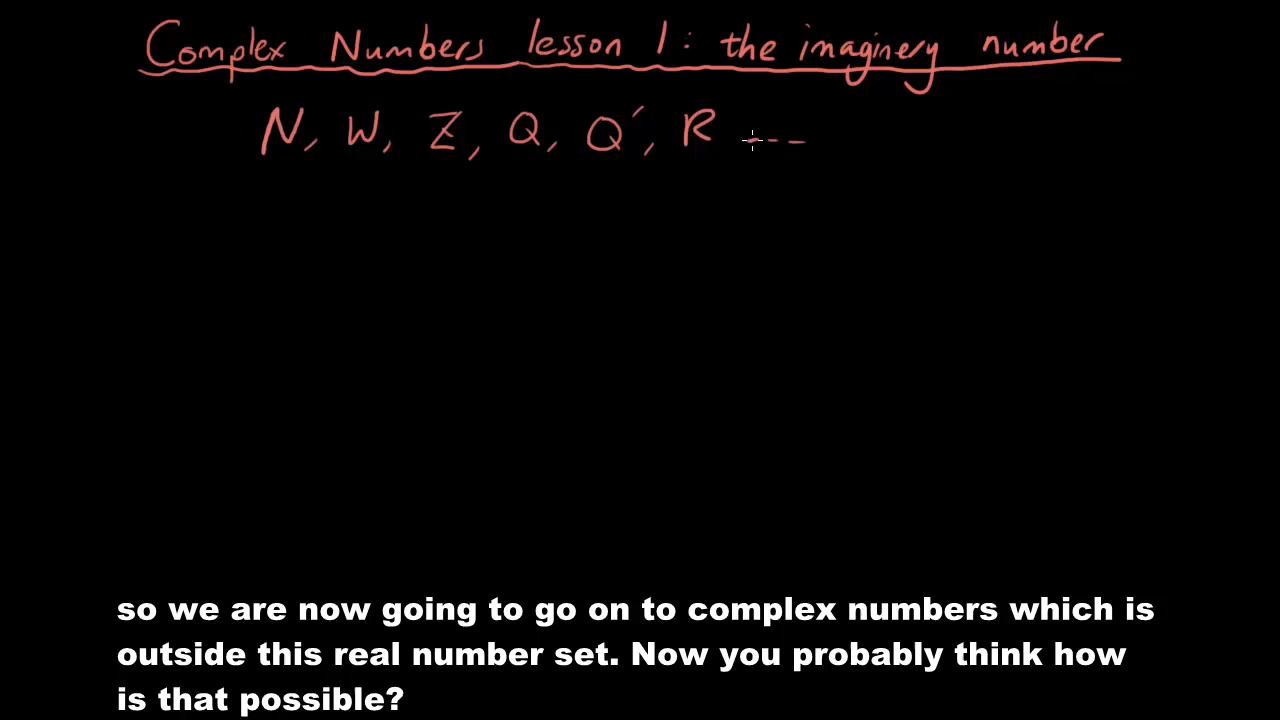 Complex Numbers lesson 1: the imaginery number
N, W, Z, Q, Q′, R ---
so we are now going to go on to complex numbers which is
outside this real number set. Now you probably think how
is that possible?